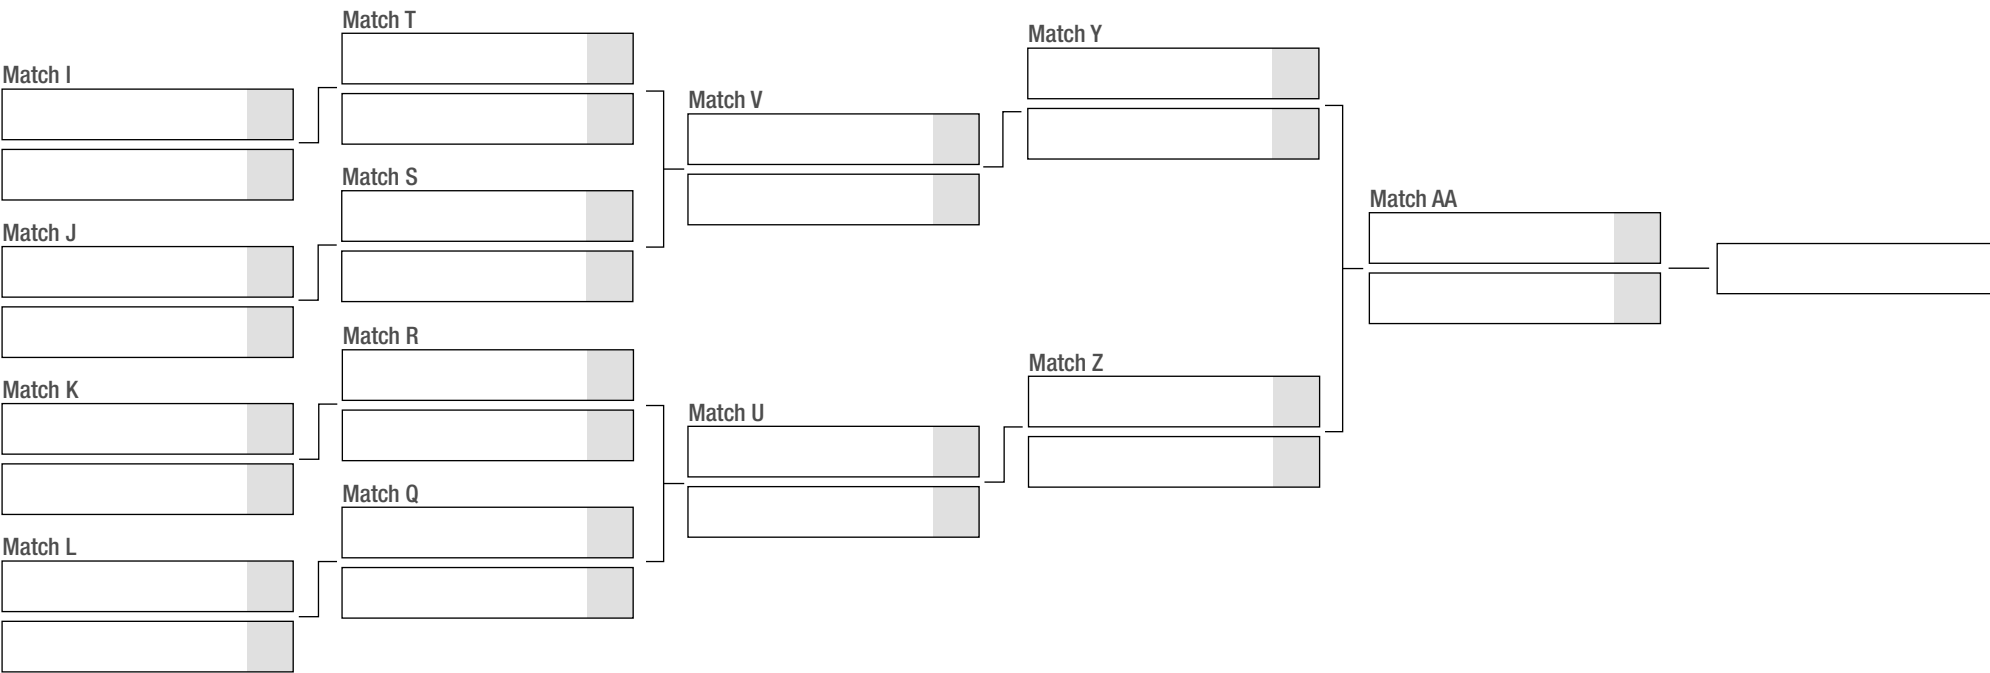 Match I
Match J
Match K
Match L
Match T
Match S
Match R
Match Q
Match V
Match U
Match Y
Match Z
Match AA